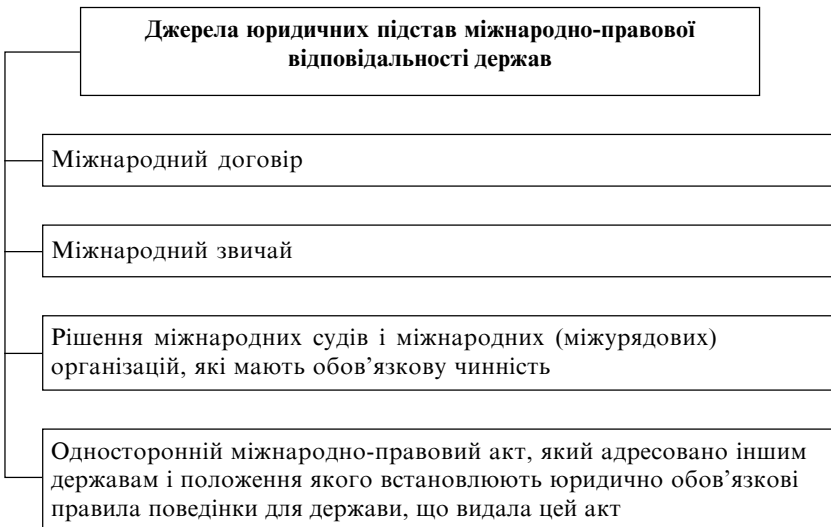 Джерела юридичних підстав міжнародно-правової
відповідальності держав
Міжнародний договір
Міжнародний звичай
Рішення міжнародних судів і міжнародних (міжурядових)
організацій, які мають обов’язкову чинність
Односторонній міжнародно-правовий акт, який адресовано іншим
державам і положення якого встановлюють юридично обов’язкові
правила поведінки для держави, що видала цей акт